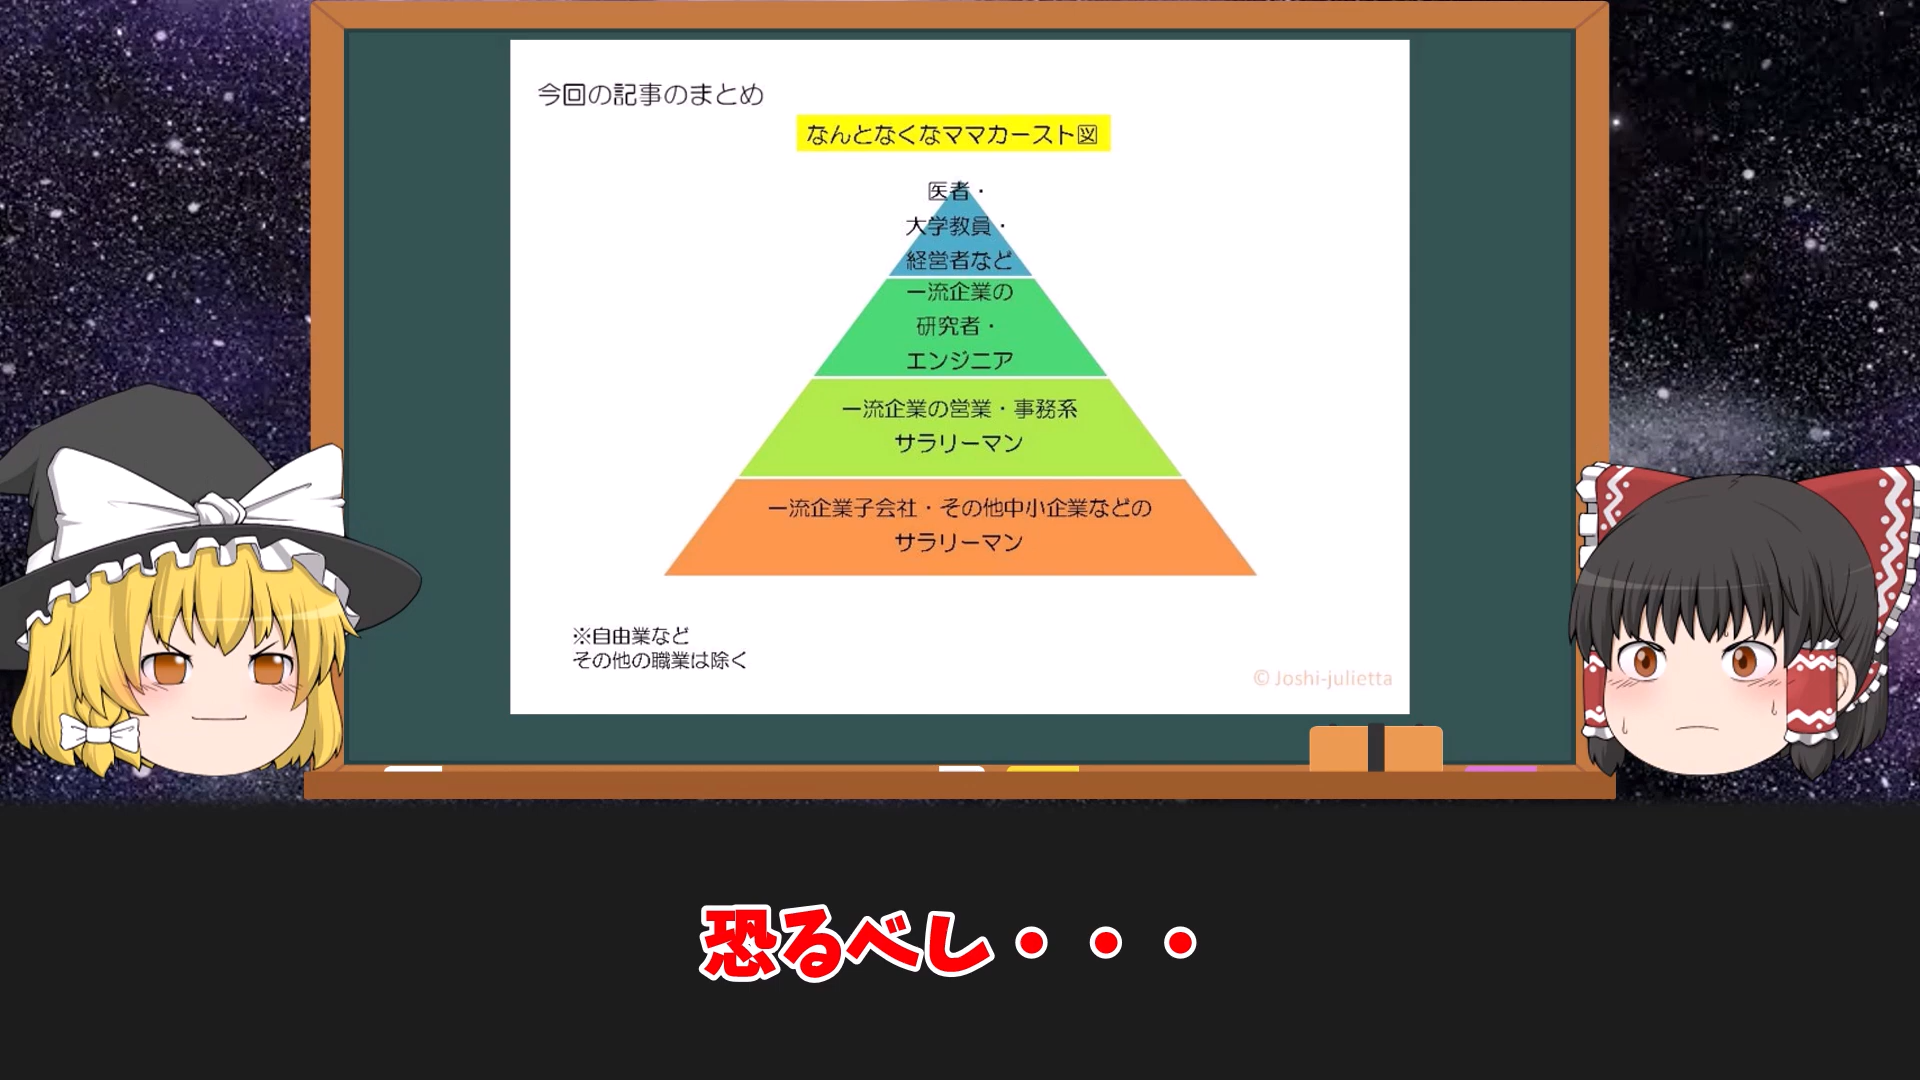 今回の記事のまとめ
なんとなくなママカースト図
医者・
大学教員・
経営者など
一流企業の
研究者・
エンジニア
一流企業の営業・事務系
サラリーマン
一流企業子会社・その他中小企業などの
サラリーマン
※自由業など
その他の職業は除く
© Joshi-julietta
恐るべし・・・